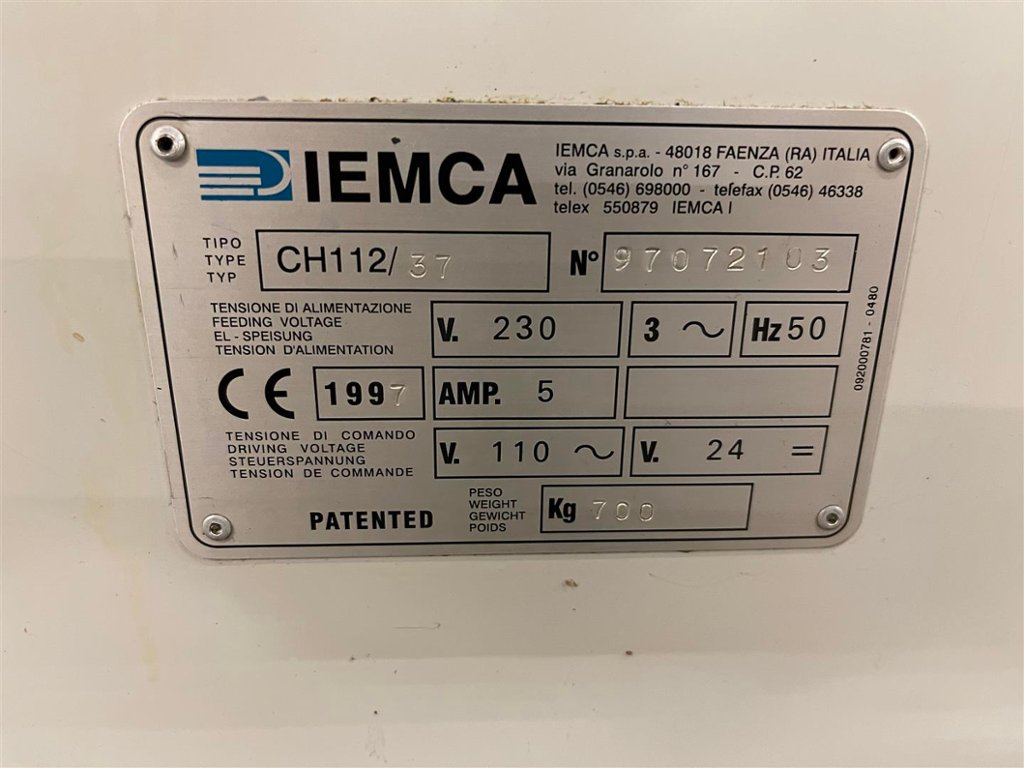 IEMCA
IEMCA s.p.a. - 48018 FAENZA (RA) ITALIA
via Granarolo n° 167 - C.P. 62
tel. (0546) 698000 - telefax (0546) 46338
telex 550879 IEMCA I
TIPO
TYPE
TYP
CH112/37
N° 97072103
TENSIONE DI ALIMENTAZIONE
FEEDING VOLTAGE
EL - SPEISUNG
TENSION D'ALIMENTATION
V. 230
3 ~
Hz 50
CE
1997
AMP. 5
TENSIONE DI COMANDO
DRIVING VOLTAGE
STEUERSPANNUNG
TENSION DE COMMANDE
V. 110 ~
V. 24 =
PATENTED
PESO
WEIGHT
GEWICHT
POIDS
Kg 700
092000781 - 0480